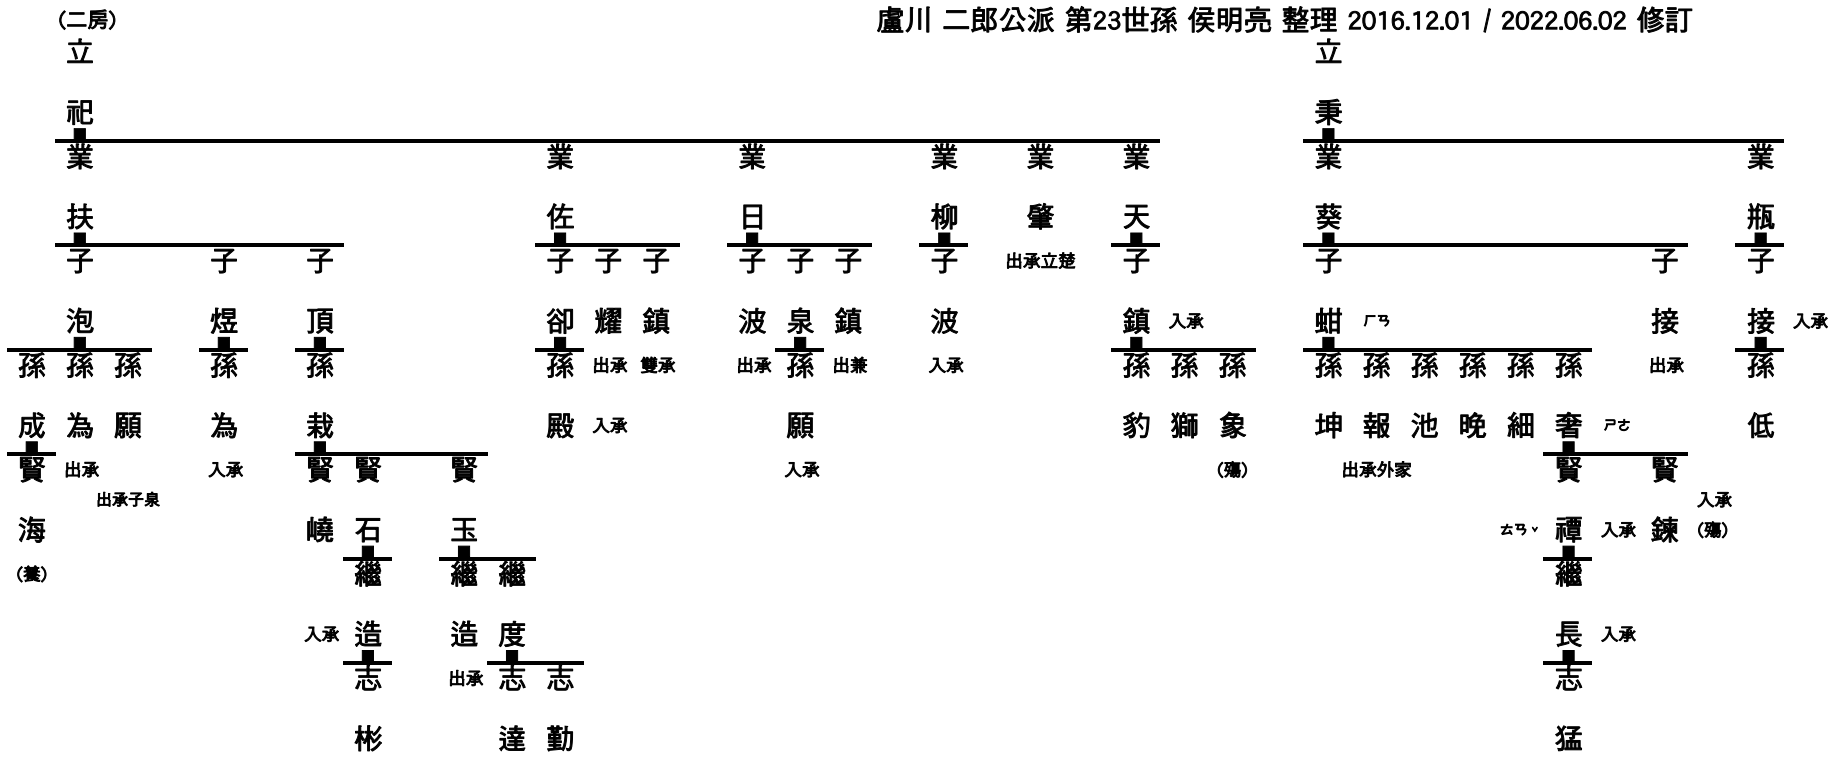 (二房)
盧川 二郎公派 第23世孫 侯明亮 整理 2016.12.01 / 2022.06.02 修訂
立 立
祀 秉
業 業 業 業 業 業 業 業
扶 佐 日 柳 肇 天 葵 瓶
子 子 子 子 子 子 子 子 子 子 出承立楚 子 子 子 子
泡 煜 頂 卻 耀 鎮 波 泉 鎮 波 鎮 入承 蚶 ㄏㄢ 接 接 入承
孫 孫 孫 孫 孫 孫 出承 雙承 出承 孫 出兼 入承 孫 孫 孫 孫 孫 孫 孫 孫 孫 出承 孫
成 為 願 為 栽 殿 入承 願 豹 獅 象 坤 報 池 晚 細 奢 ㄕㄜ 低
賢 出承 入承 賢 賢 賢 入承 (殤) 出承外家 賢 賢
出承子泉 入承
海 嶢 石 玉 ㄊㄢˇ 禫 入承 鍊 (殤)
(養) 繼 繼 繼 繼
入承 造 造 度 長 入承
志 出承 志 志 志
彬 達 勤 猛